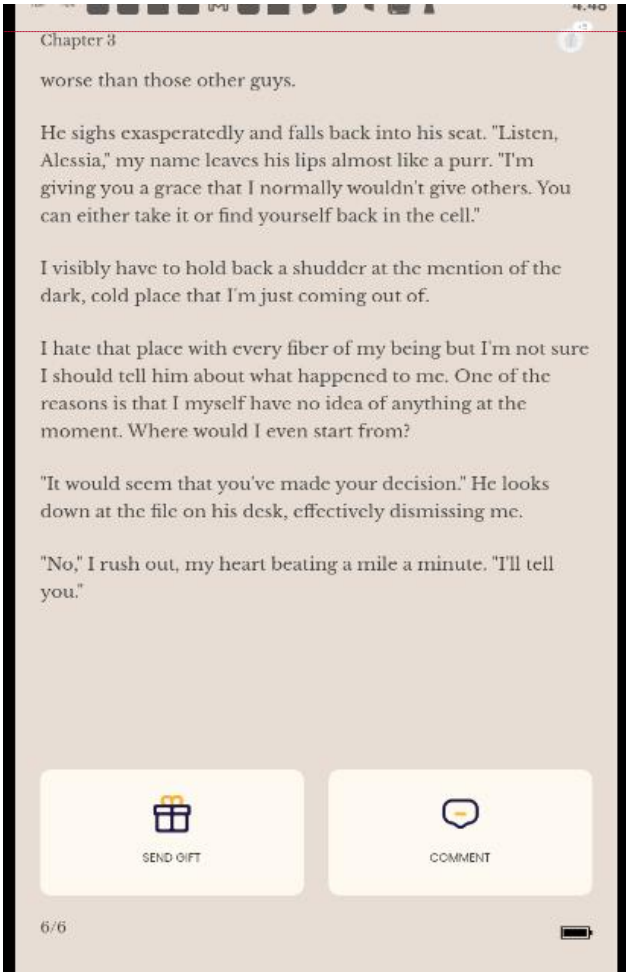 4:48
Chapter 3
worse than those other guys.
He sighs exasperatedly and falls back into his seat. "Listen,
Alessia," my name leaves his lips almost like a purr. "I'm
giving you a grace that I normally wouldn't give others. You
can either take it or find yourself back in the cell."
I visibly have to hold back a shudder at the mention of the
dark, cold place that I'm just coming out of.
I hate that place with every fiber of my being but I'm not sure
I should tell him about what happened to me. One of the
reasons is that I myself have no idea of anything at the
moment. Where would I even start from?
"It would seem that you've made your decision." He looks
down at the file on his desk, effectively dismissing me.
"No," I rush out, my heart beating a mile a minute. "I'll tell
you."
SEND GIFT
COMMENT
6/6